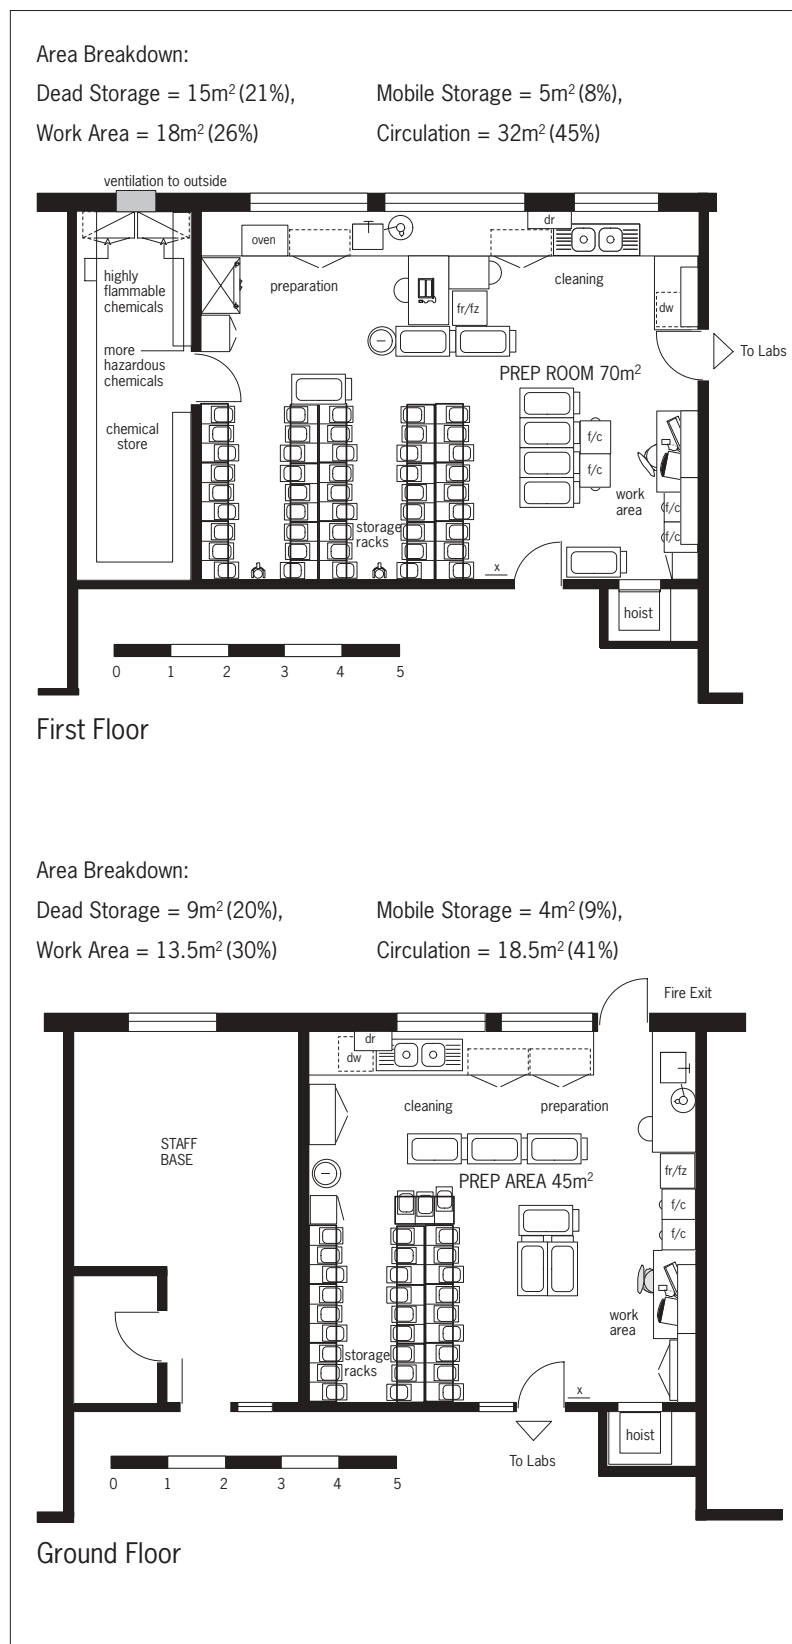 Area Breakdown:
Dead Storage = 15m² (21%), Mobile Storage = 5m² (8%),
Work Area = 18m² (26%) Circulation = 32m² (45%)
ventilation to outside
dr
oven
highly
flammable
chemicals
preparation
cleaning
fr/fz
dw
more
hazardous
chemicals
To Labs
PREP ROOM 70m²
chemical
store
f/c
f/c
work
area
f/c
f/c
storage
racks
x
hoist
0 1 2 3 4 5
First Floor
Area Breakdown:
Dead Storage = 9m² (20%), Mobile Storage = 4m² (9%),
Work Area = 13.5m² (30%) Circulation = 18.5m² (41%)
Fire Exit
dr
dw
cleaning
preparation
STAFF
BASE
fr/fz
PREP AREA 45m²
f/c
f/c
work
area
storage
racks
x
hoist
To Labs
0 1 2 3 4 5
Ground Floor